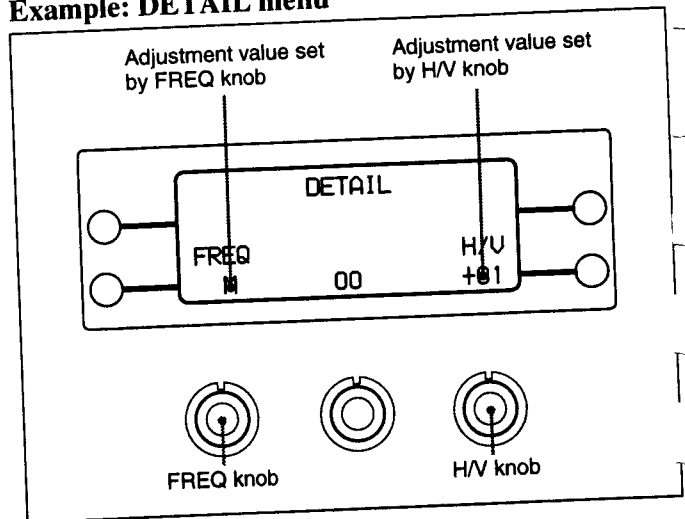 Example: DETAIL menu
Adjustment value set
by FREQ knob
Adjustment value set
by H/V knob
DETAIL
FREQ
H/V
M
00
+01
FREQ knob
H/V knob